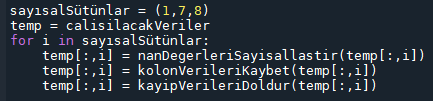 sayısalSütünlar = (1,7,8)
temp = calisilacakVeriler
for i in sayısalSütünlar:
    temp[:,i] = nanDegerleriSayisallastir(temp[:,i])
    temp[:,i] = kolonVerileriKaybet(temp[:,i])
    temp[:,i] = kayipVerileriDoldur(temp[:,i])